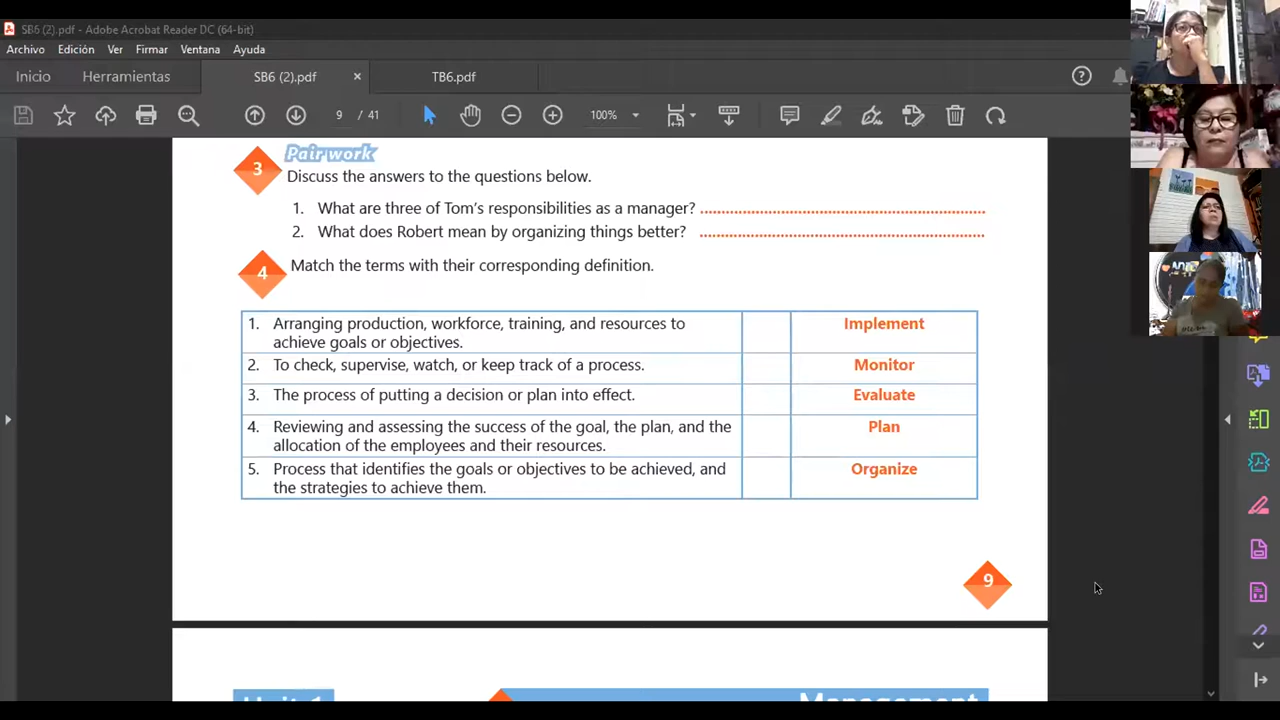 SB6 (2).pdf - Adobe Acrobat Reader DC (64-bit)
Archivo Edición Ver Firmar Ventana Ayuda
Inicio Herramientas SB6 (2).pdf × TB6.pdf
9 / 41 100%
3 Pair work
Discuss the answers to the questions below.
1. What are three of Tom's responsibilities as a manager?
2. What does Robert mean by organizing things better?
4 Match the terms with their corresponding definition.
1. Arranging production, workforce, training, and resources to Implement
achieve goals or objectives.
2. To check, supervise, watch, or keep track of a process. Monitor
3. The process of putting a decision or plan into effect. Evaluate
4. Reviewing and assessing the success of the goal, the plan, and the Plan
allocation of the employees and their resources.
5. Process that identifies the goals or objectives to be achieved, and Organize
the strategies to achieve them.
9
Unit 1 Management